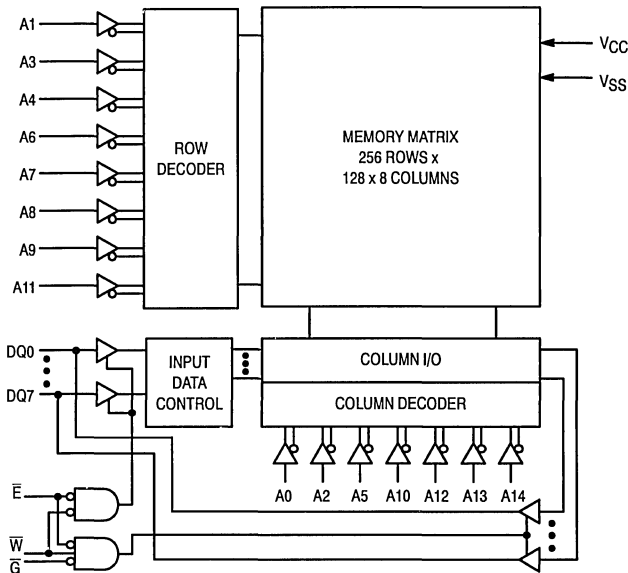 A1
A3
A4
A6
A7
A8
A9
A11
ROW
DECODER
MEMORY MATRIX
256 ROWS x
128 x 8 COLUMNS
VCC
VSS
DQ0
DQ7
INPUT
DATA
CONTROL
COLUMN I/O
COLUMN DECODER
A0 A2 A5 A10 A12 A13 A14
E̅
W̅
G̅